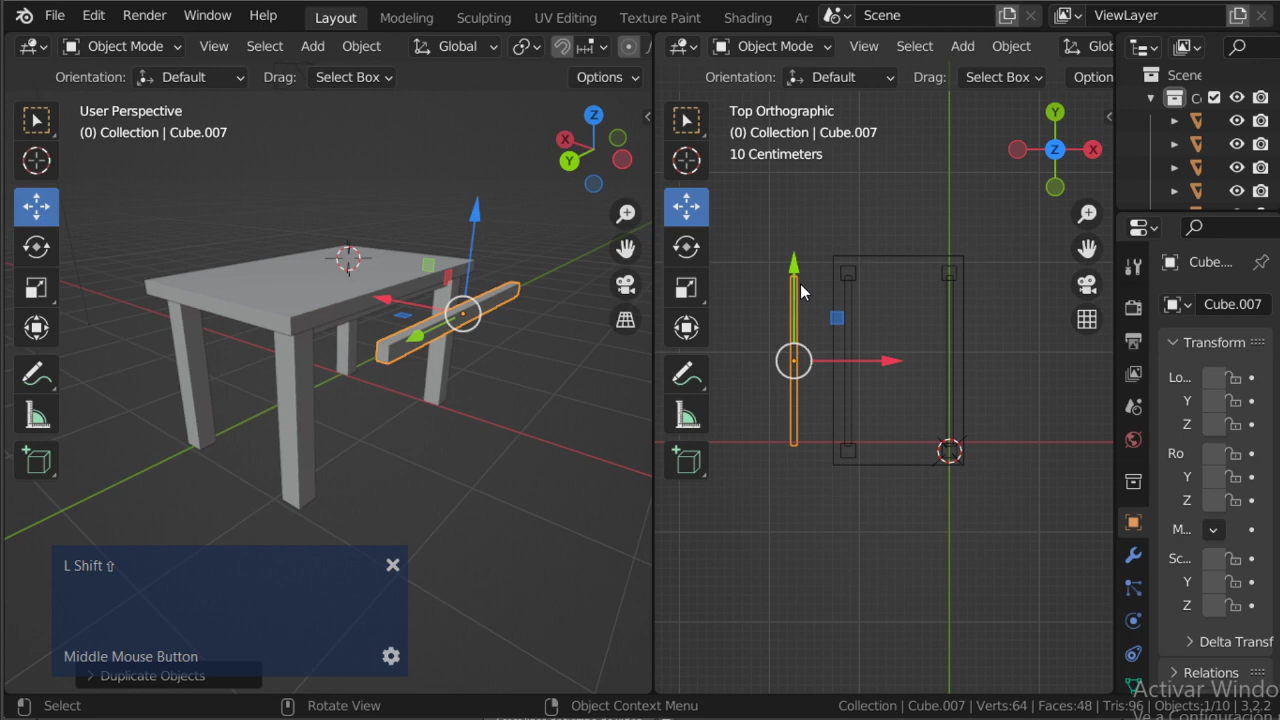 File Edit Render Window Help Layout Modeling Sculpting UV Editing Texture Paint Shading Scene ViewLayer
Object Mode View Select Add Object Global
Orientation: Default Drag: Select Box Options
User Perspective
(0) Collection | Cube.007
Z
X
Y
L Shift ⇧
Middle Mouse Button
Duplicate Objects
Object Mode View Select Add Object Glob
Orientation: Default Drag: Select Box Option
Top Orthographic
(0) Collection | Cube.007
10 Centimeters
Y
Z X
Scene
Cube....
Cube.007
Transform
Lo...
Y
Z
Ro
Y
Z
M...
Sc...
Y
Z
Delta Transf
Relations
Activar Windo
Select Rotate View Object Context Menu Collection | Cube.007 | Verts:64 | Faces:48 | Tris:96 | Objects:1/10 | 3.2.2